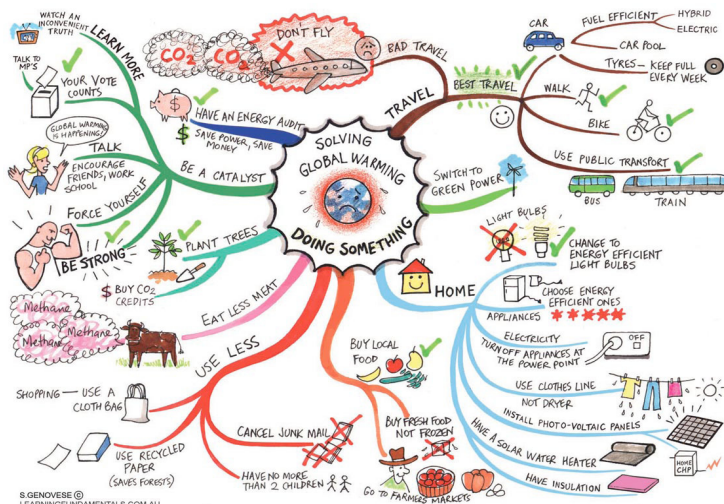 SOLVING
GLOBAL WARMING
DOING SOMETHING
TRAVEL
BAD TRAVEL
DON'T FLY
CO2
CO2
BEST TRAVEL
CAR
FUEL EFFICIENT
HYBRID
ELECTRIC
CAR POOL
TYRES — KEEP FULL
EVERY WEEK
WALK
BIKE
USE PUBLIC TRANSPORT
BUS
TRAIN
SWITCH TO
GREEN POWER
HOME
LIGHT BULBS
CHANGE TO
ENERGY EFFICIENT
LIGHT BULBS
APPLIANCES
CHOOSE ENERGY
EFFICIENT ONES
ELECTRICITY
TURN OFF APPLIANCES AT
THE POWER POINT
OFF
USE CLOTHES LINE
NOT DRYER
INSTALL PHOTO-VOLTAIC PANELS
HOME
CHP
HAVE A SOLAR WATER HEATER
HAVE INSULATION
BUY LOCAL
FOOD
BUY FRESH FOOD
NOT FROZEN
GO TO FARMERS MARKETS
USE LESS
CANCEL JUNK MAIL
HAVE NO MORE
THAN 2 CHILDREN
SHOPPING — USE A
CLOTH BAG
USE RECYCLED
PAPER
(SAVES FORESTS)
EAT LESS MEAT
Methane
Methane
Methane
PLANT TREES
$ BUY CO2
CREDITS
BE A CATALYST
LEARN MORE
WATCH AN
INCONVENIENT
TRUTH
YOUR VOTE
COUNTS
TALK TO
MP'S
TALK
ENCOURAGE
FRIENDS, WORK
SCHOOL
GLOBAL WARMING
IS HAPPENING!
FORCE YOURSELF
BE STRONG
HAVE AN ENERGY AUDIT
$ SAVE POWER, SAVE
MONEY
$
S.GENOVESE ©
LEARNINGFUNDAMENTALS.COM.AU